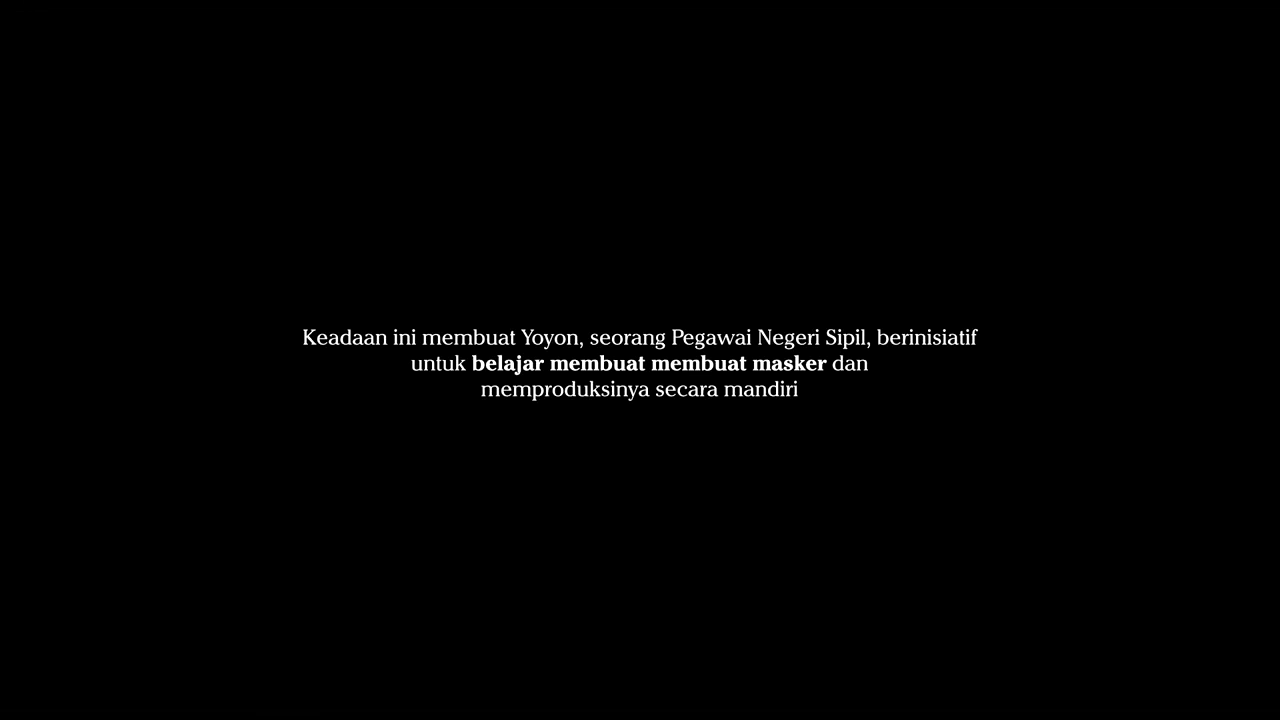 Keadaan ini membuat Yoyon, seorang Pegawai Negeri Sipil, berinisiatif
untuk belajar membuat membuat masker dan
memproduksinya secara mandiri